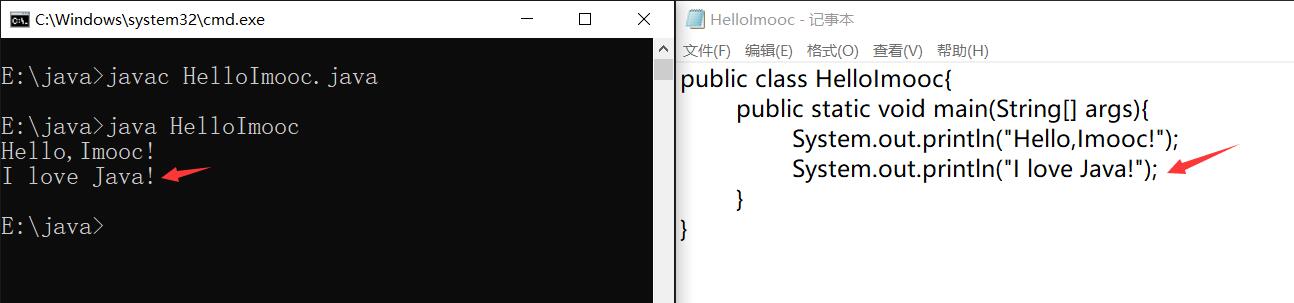 C:\Windows\system32\cmd.exe
E:\java>javac HelloImooc.java
E:\java>java HelloImooc
Hello,Imooc!
I love Java!
E:\java>
HelloImooc - 记事本
文件(F) 编辑(E) 格式(O) 查看(V) 帮助(H)
public class HelloImooc{
public static void main(String[] args){
System.out.println("Hello,Imooc!");
System.out.println("I love Java!");
}
}